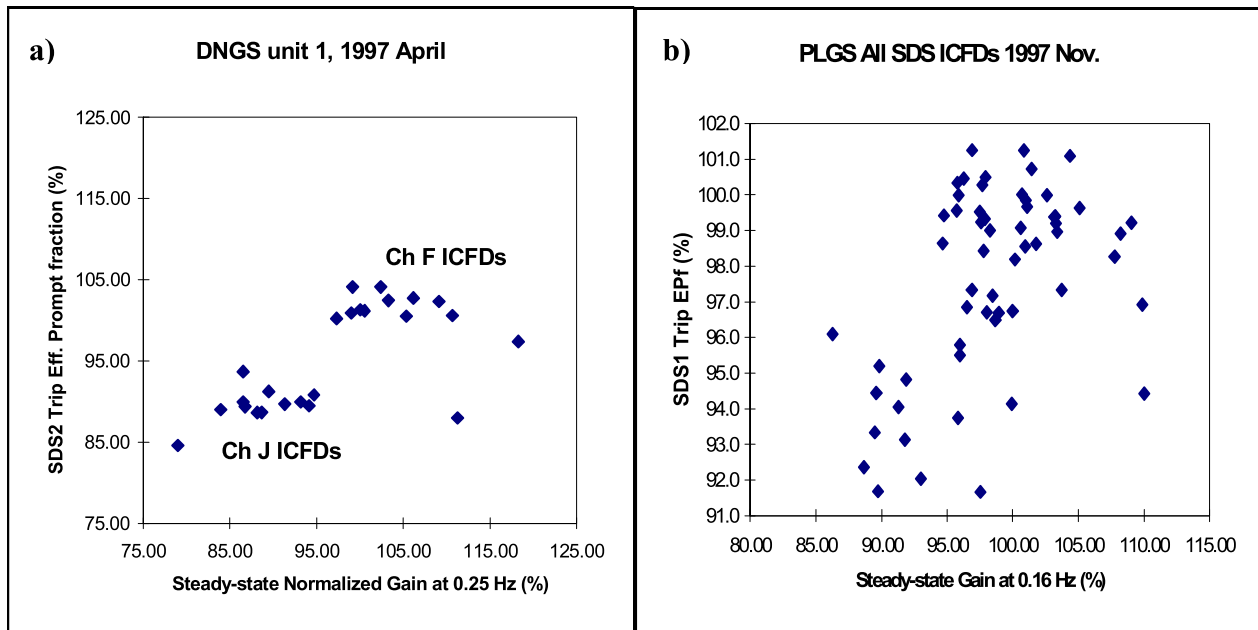 a)
DNGS unit 1, 1997 April
SDS2 Trip Eff. Prompt fraction (%)
125.00
115.00
105.00
95.00
85.00
75.00
Ch F ICFDs
Ch J ICFDs
75.00 85.00 95.00 105.00 115.00 125.00
Steady-state Normalized Gain at 0.25 Hz (%)
b)
PLGS All SDS ICFDs 1997 Nov.
SDS1 Trip EPf (%)
102.0
101.0
100.0
99.0
98.0
97.0
96.0
95.0
94.0
93.0
92.0
91.0
80.00 85.00 90.00 95.00 100.00 105.00 110.00 115.00
Steady-state Gain at 0.16 Hz (%)